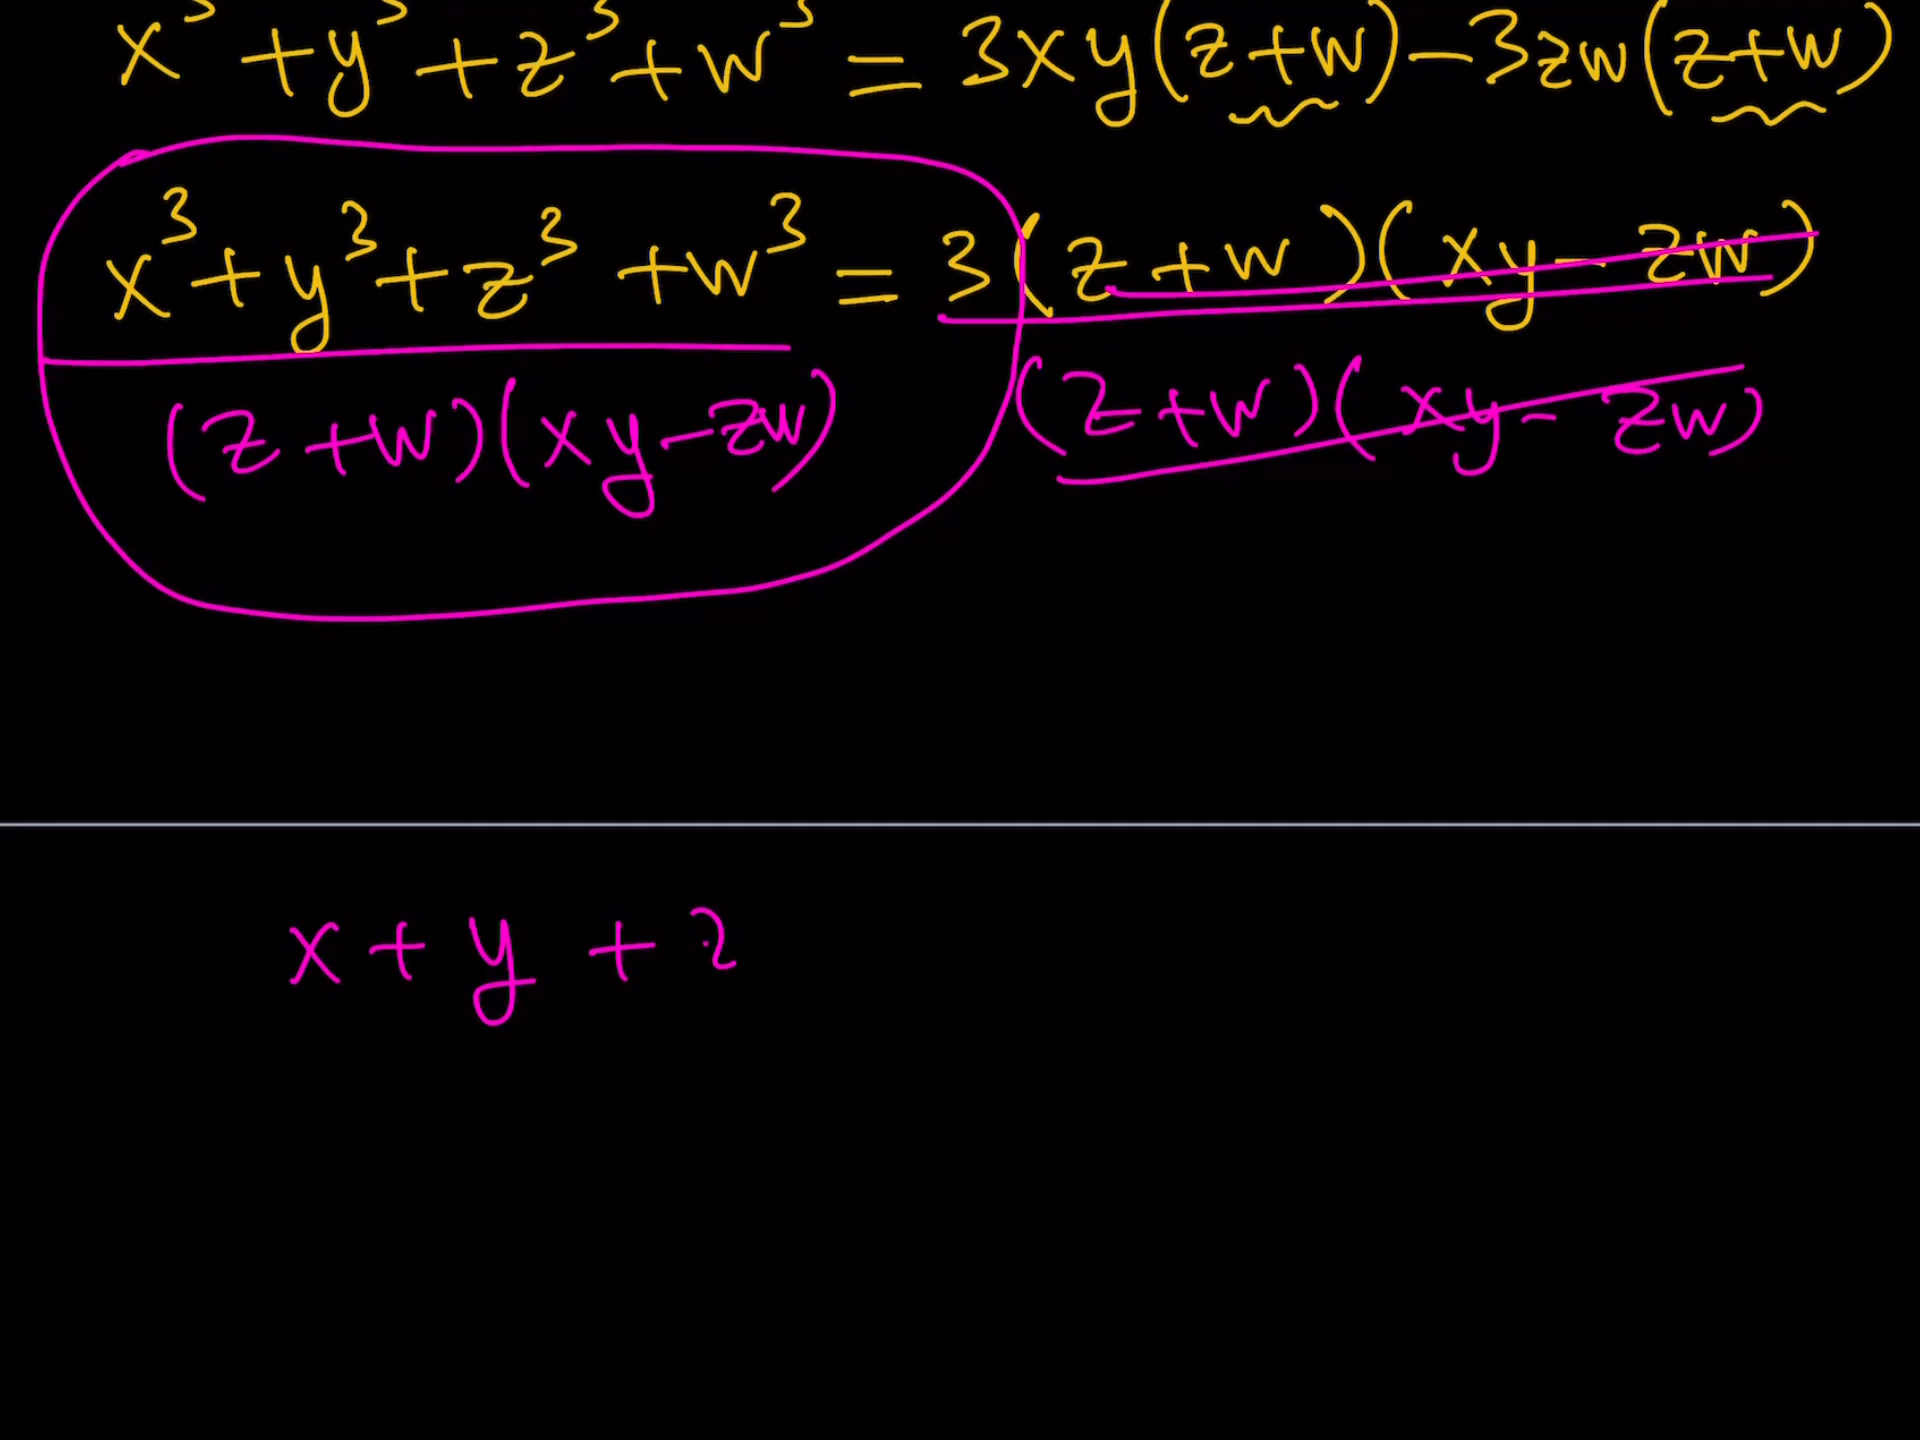 x³ + y³ + z³ + w³ = 3xy(z+w) - 3zw(z+w)
x³ + y³ + z³ + w³ = 3(z+w)(xy - zw)
(z+w)(xy-zw) (z+w)(xy-zw)
x + y + z